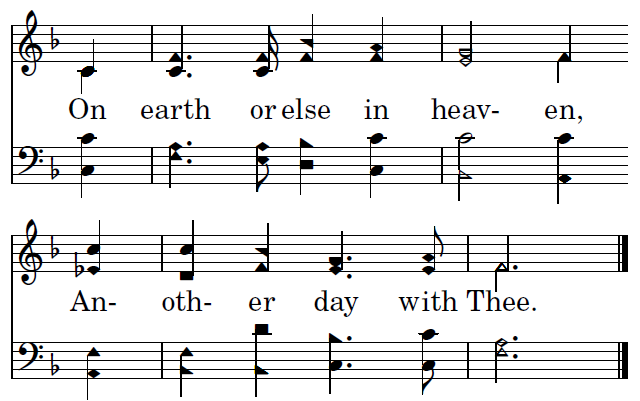 On earth or else in heav- en,
An- oth- er day with Thee.